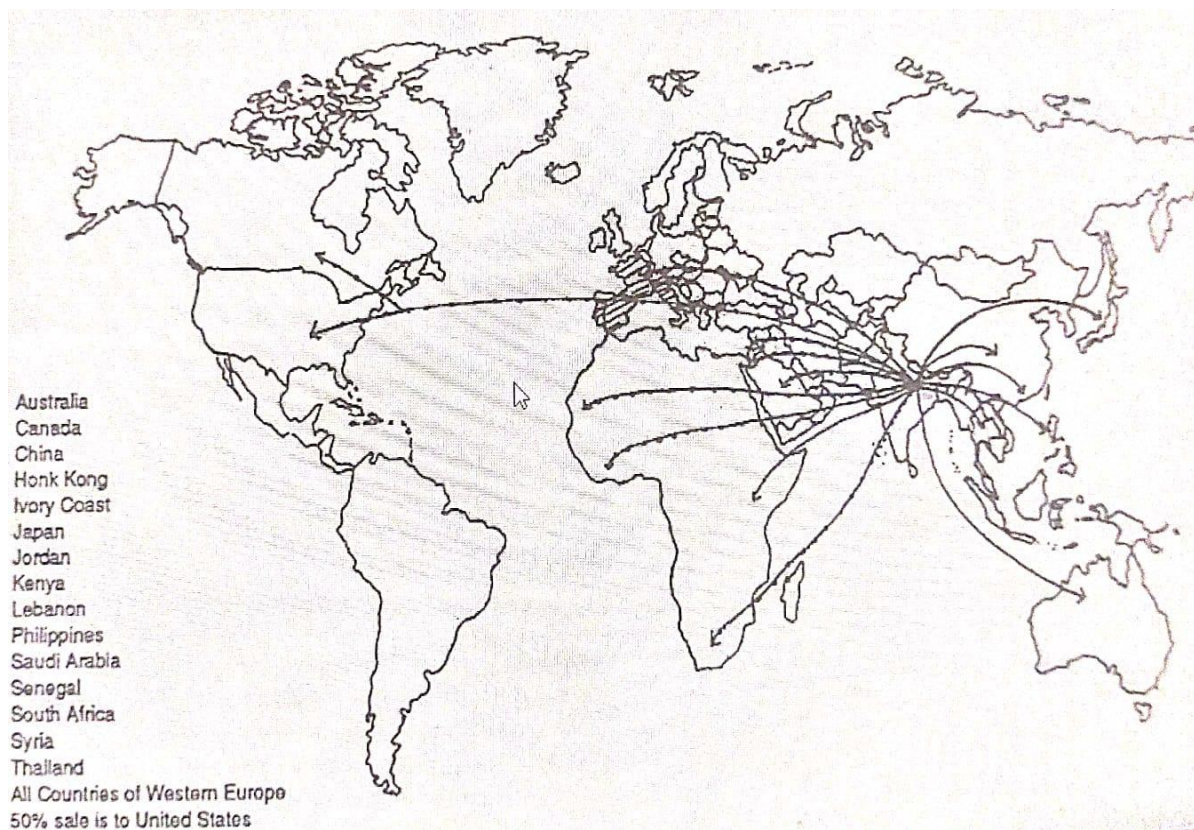 Australia
Canada
China
Honk Kong
Ivory Coast
Japan
Jordan
Kenya
Lebanon
Philippines
Saudi Arabia
Senegal
South Africa
Syria
Thailand
All Countries of Western Europe
50% sale is to United States